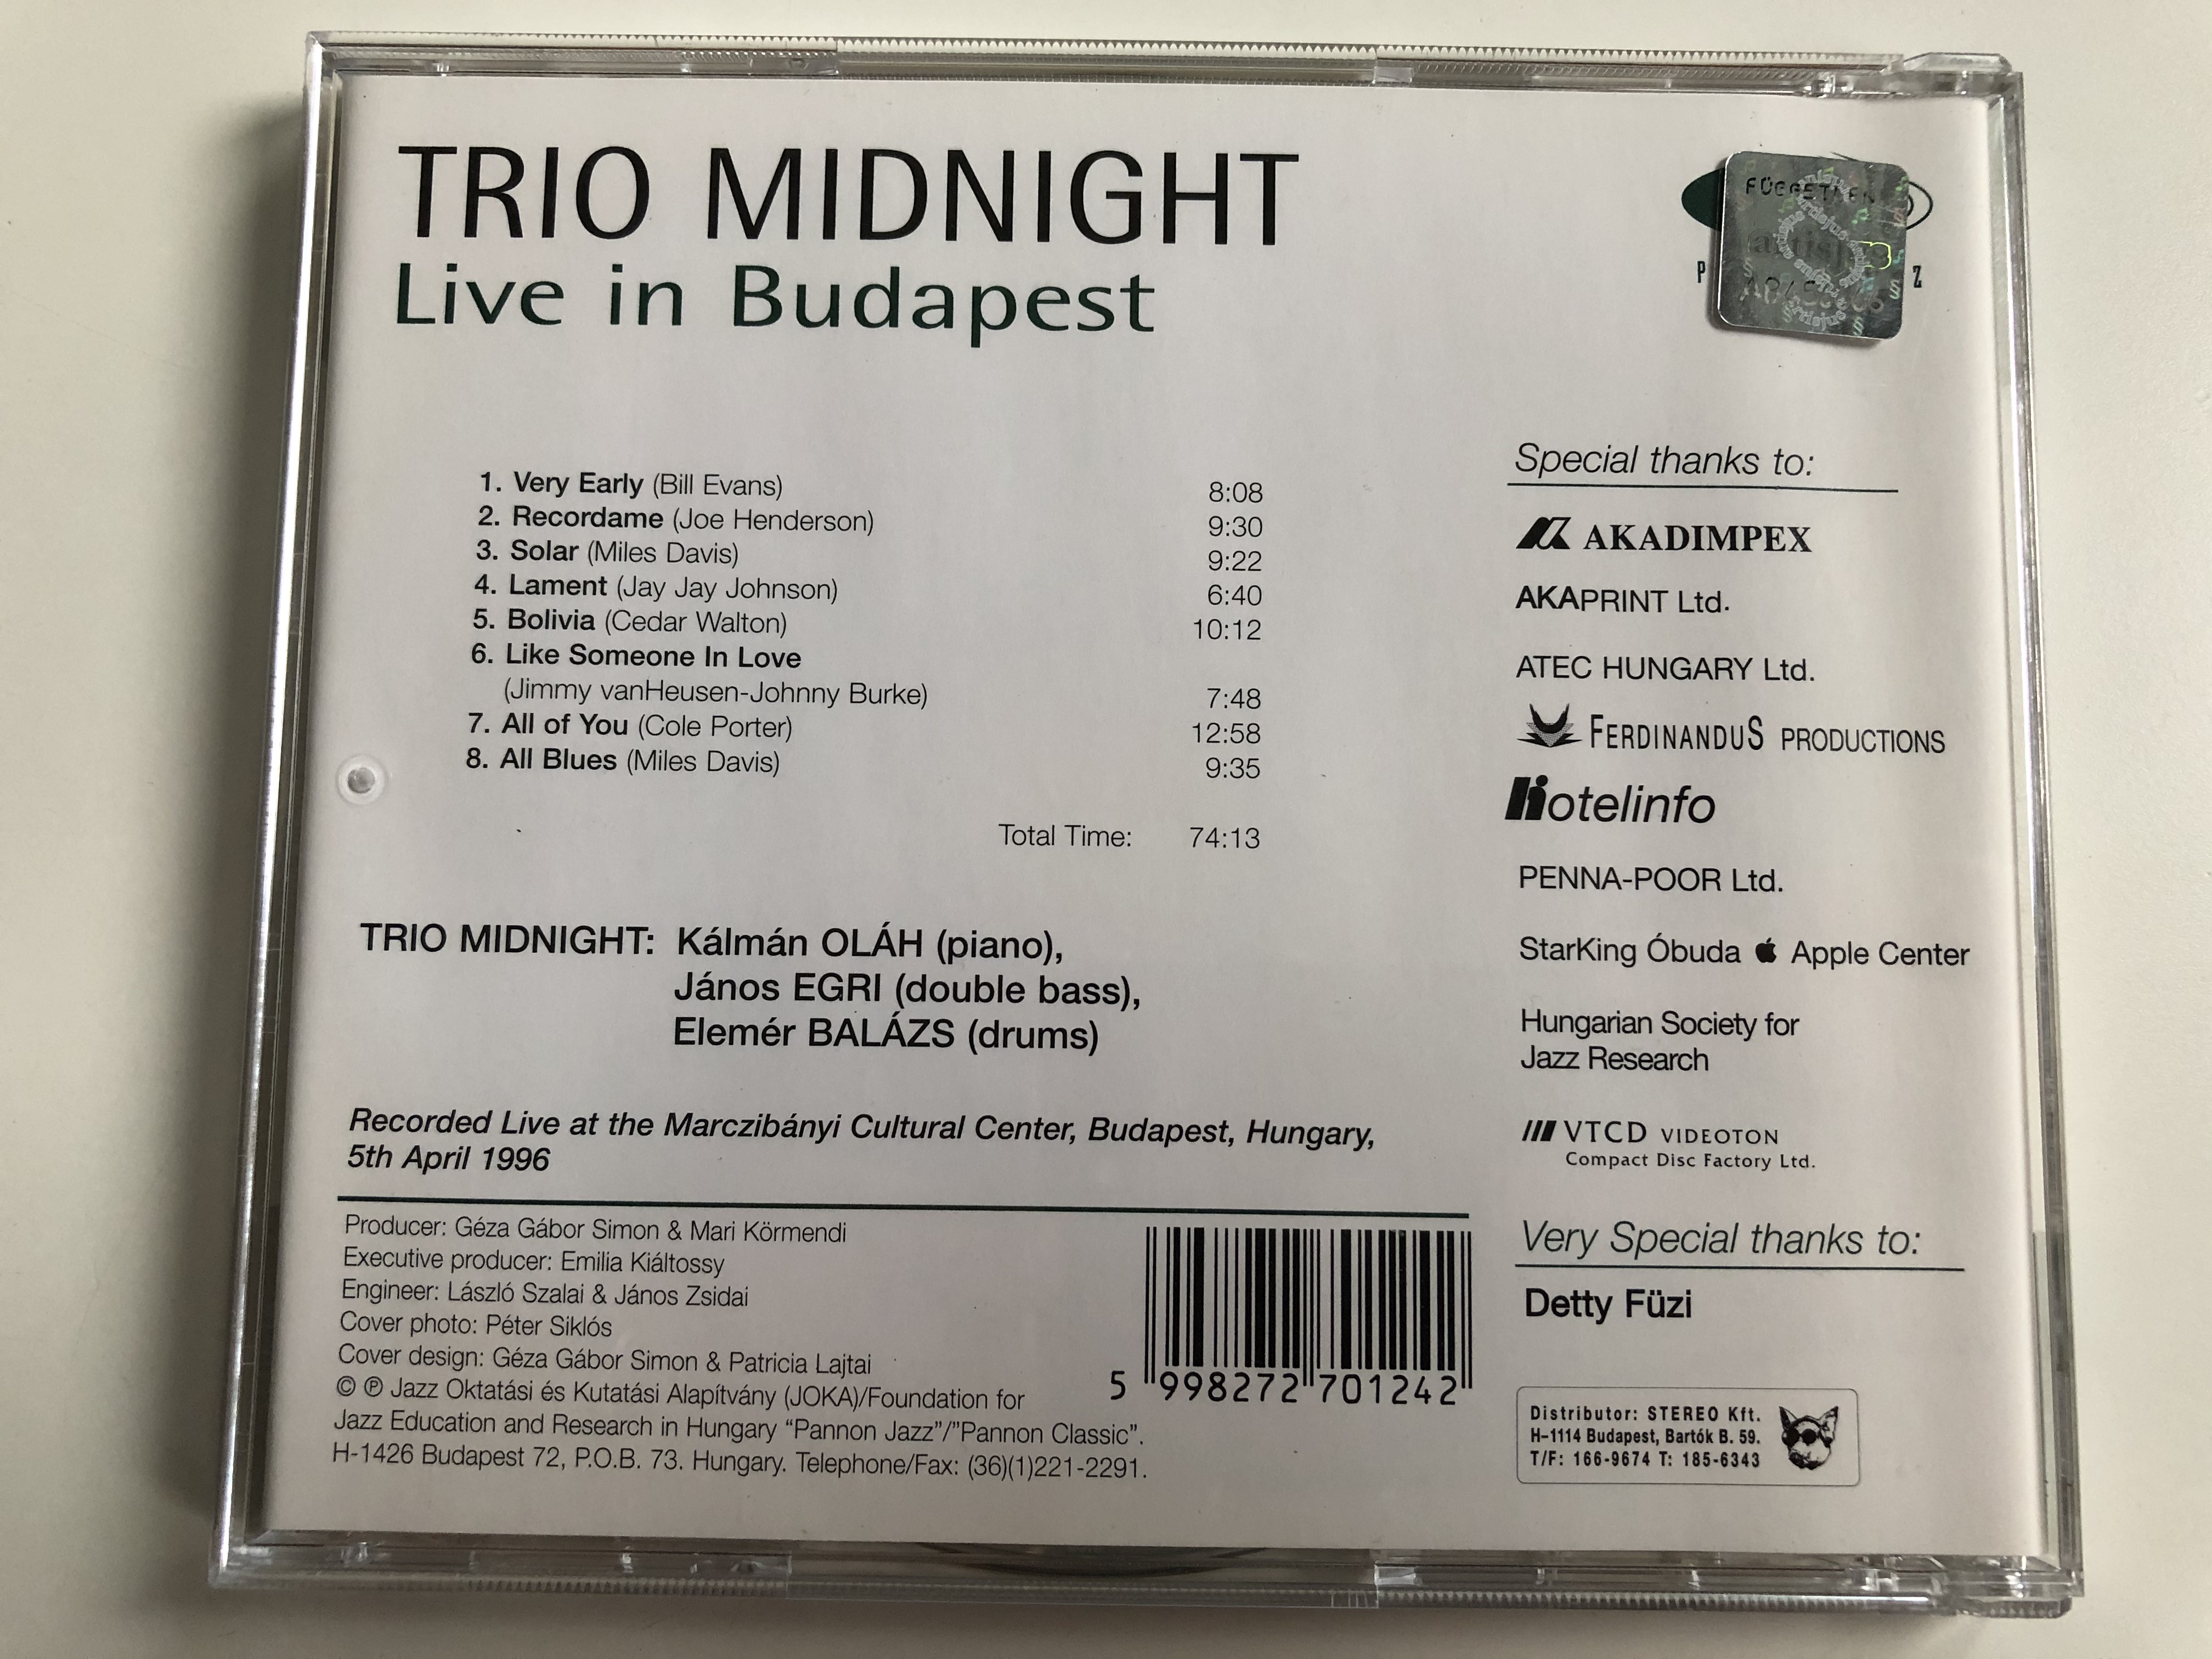 TRIO MIDNIGHT
Live in Budapest
1. Very Early (Bill Evans) 8:08
2. Recordame (Joe Henderson) 9:30
3. Solar (Miles Davis) 9:22
4. Lament (Jay Jay Johnson) 6:40
5. Bolivia (Cedar Walton) 10:12
6. Like Someone In Love
(Jimmy vanHeusen-Johnny Burke) 7:48
7. All of You (Cole Porter) 12:58
8. All Blues (Miles Davis) 9:35
Total Time: 74:13
TRIO MIDNIGHT: Kálmán OLÁH (piano),
János EGRI (double bass),
Elemér BALÁZS (drums)
Recorded Live at the Marczibányi Cultural Center, Budapest, Hungary,
5th April 1996
Producer: Géza Gábor Simon & Mari Körmendi
Executive producer: Emilia Kiáltossy
Engineer: László Szalai & János Zsidai
Cover photo: Péter Siklós
Cover design: Géza Gábor Simon & Patricia Lajtai
© ℗ Jazz Oktatási és Kutatási Alapítvány (JOKA)/Foundation for
Jazz Education and Research in Hungary “Pannon Jazz”/”Pannon Classic”.
H-1426 Budapest 72, P.O.B. 73. Hungary. Telephone/Fax: (36)(1)221-2291.
5 998272 701242
Special thanks to:
AKADIMPEX
AKAPRINT Ltd.
ATEC HUNGARY Ltd.
FERDINANDUS PRODUCTIONS
Hotelinfo
PENNA-POOR Ltd.
StarKing Óbuda Apple Center
Hungarian Society for
Jazz Research
VTCD VIDEOTON
Compact Disc Factory Ltd.
Very Special thanks to:
Detty Füzi
Distributor: STEREO Kft.
H-1114 Budapest, Bartók B. 59.
T/F: 166-9674 T: 185-6343